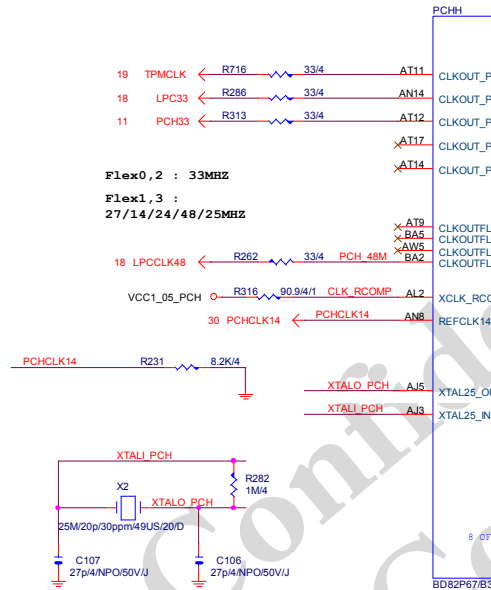 PCHH
19 TPMCLK R716 33/4 AT11 CLKOUT_P
18 LPC33 R286 33/4 AN14 CLKOUT_P
11 PCH33 R313 33/4 AT12 CLKOUT_P
AT17 CLKOUT_P
AT14 CLKOUT_P
Flex0,2 : 33MHZ
Flex1,3 :
27/14/24/48/25MHZ
AT9 CLKOUTFL
BA5 CLKOUTFL
AW5 CLKOUTFL
18 LPCCLK48 R262 33/4 PCH_48M BA2 CLKOUTFL
VCC1_05_PCH R316 90.9/4/1 CLK_RCOMP AL2 XCLK_RCO
30 PCHCLK14 PCHCLK14 AN8 REFCLK14
PCHCLK14 R231 8.2K/4
XTALO_PCH AJ5 XTAL25_OU
XTALI_PCH AJ3 XTAL25_IN
XTALI_PCH
R282
1M/4
X2 XTALO_PCH
25M/20p/30ppm/49US/20/D
C107
27p/4/NPO/50V/J
C106
27p/4/NPO/50V/J
8 OF
BD82P67/B3